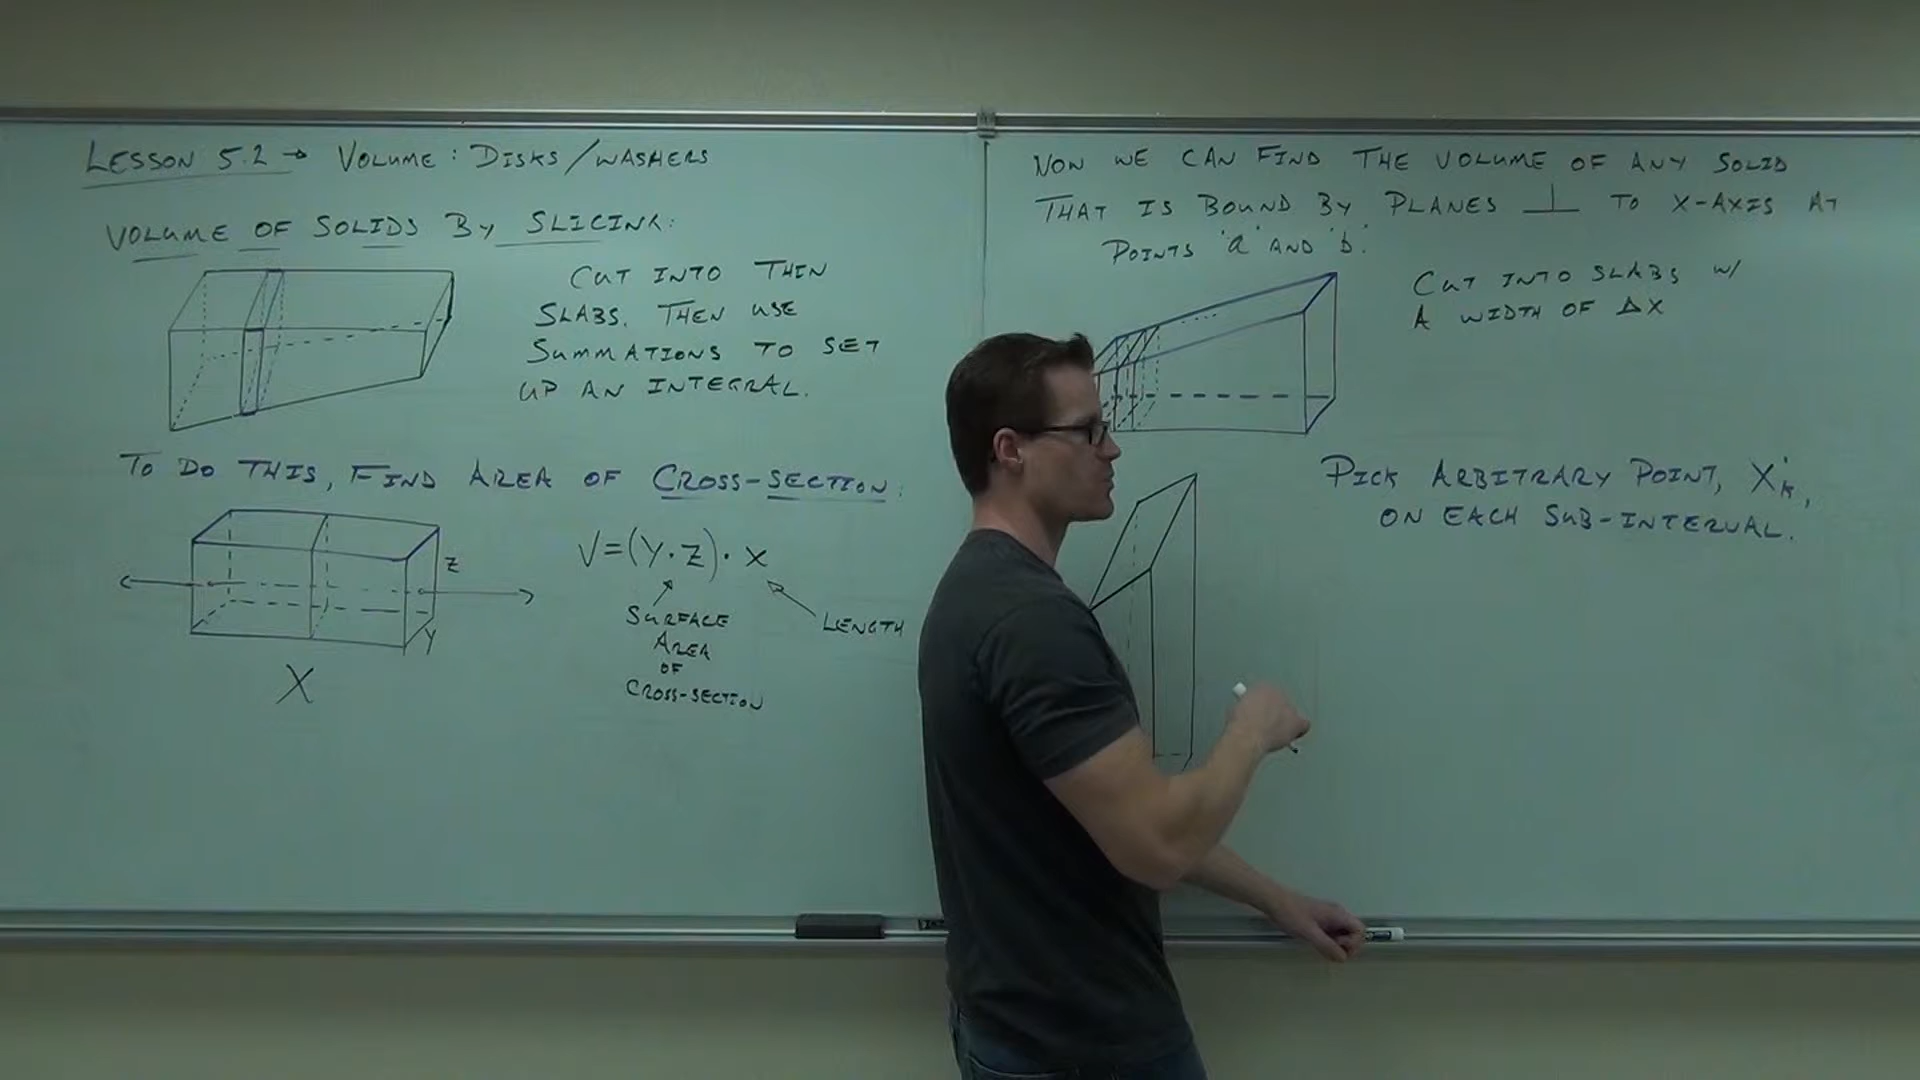 LESSON 5.2 → VOLUME: DISKS/WASHERS
VOLUME OF SOLIDS BY SLICING:
CUT INTO THIN
SLABS. THEN USE
SUMMATIONS TO SET
UP AN INTEGRAL.
TO DO THIS, FIND AREA OF CROSS-SECTION:
Z
Y
X
V=(Y·Z)·X
SURFACE
AREA
OF
CROSS-SECTION
LENGTH
NOW WE CAN FIND THE VOLUME OF ANY SOLID
THAT IS BOUND BY PLANES ⊥ TO X-AXIS AT
POINTS 'a' AND 'b'.
CUT INTO SLABS W/
A WIDTH OF ΔX
PICK ARBITRARY POINT, X*k,
ON EACH SUB-INTERVAL.